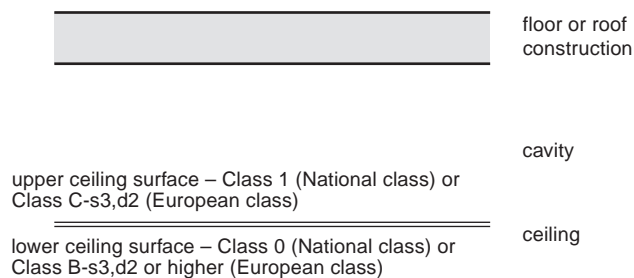 floor or roof
construction
cavity
upper ceiling surface – Class 1 (National class) or
Class C-s3,d2 (European class)
ceiling
lower ceiling surface – Class 0 (National class) or
Class B-s3,d2 or higher (European class)